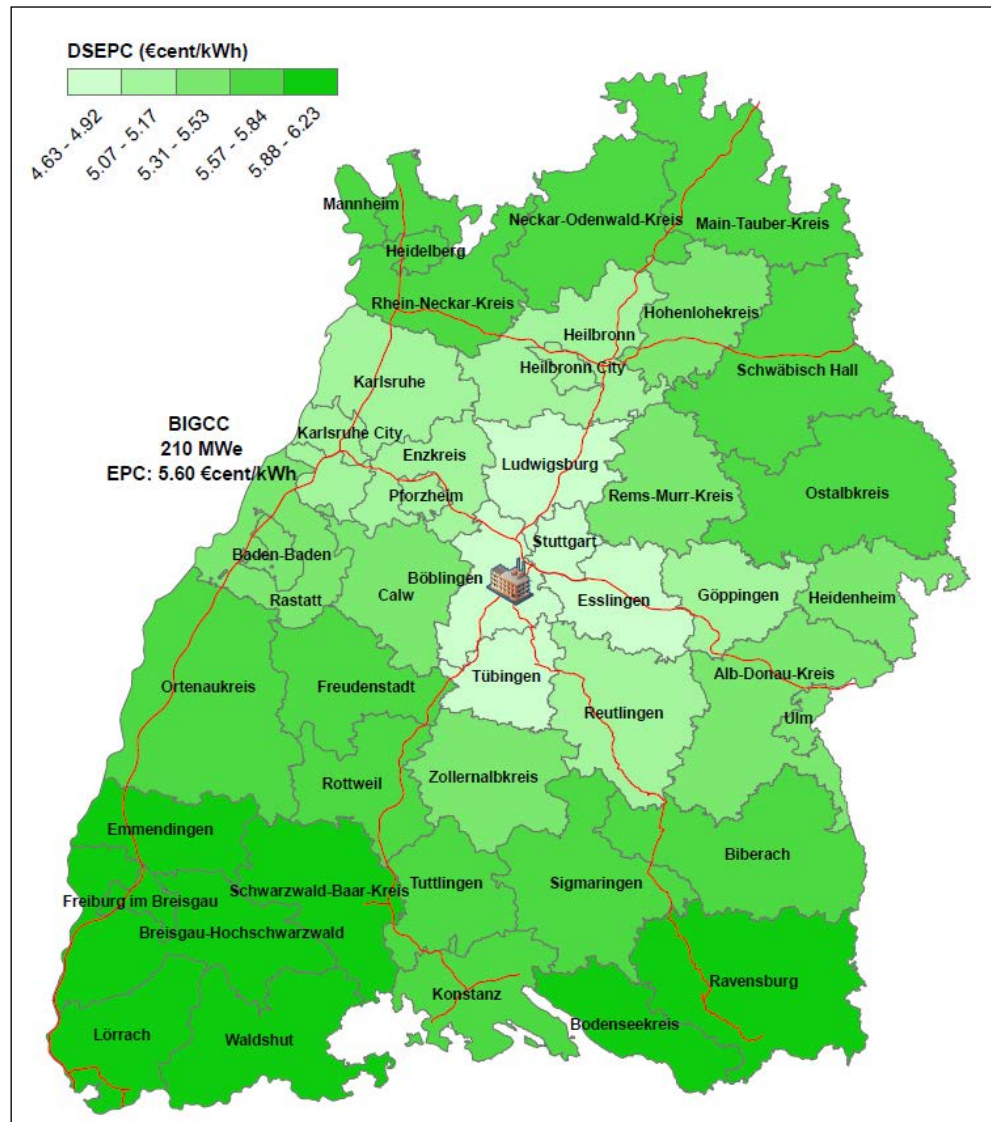 DSEPC (€cent/kWh)
4.63 - 4.92
5.07 - 5.17
5.31 - 5.53
5.57 - 5.84
5.88 - 6.23
Mannheim
Neckar-Odenwald-Kreis
Main-Tauber-Kreis
Heidelberg
Rhein-Neckar-Kreis
Hohenlohekreis
Heilbronn
Heilbronn City
Schwäbisch Hall
Karlsruhe
BIGCC
210 MWe
EPC: 5.60 €cent/kWh
Karlsruhe City
Enzkreis
Ludwigsburg
Pforzheim
Rems-Murr-Kreis
Ostalbkreis
Stuttgart
Baden-Baden
Böblingen
Calw
Rastatt
Esslingen
Göppingen
Heidenheim
Tübingen
Alb-Donau-Kreis
Ortenaukreis
Freudenstadt
Reutlingen
Ulm
Rottweil
Zollernalbkreis
Emmendingen
Biberach
Schwarzwald-Baar-Kreis
Tuttlingen
Sigmaringen
Freiburg im Breisgau
Breisgau-Hochschwarzwald
Ravensburg
Konstanz
Bodenseekreis
Lörrach
Waldshut